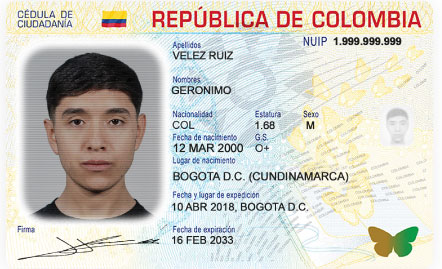 CÉDULA DE
CIUDADANÍA
REPÚBLICA DE COLOMBIA
Apellidos
VELEZ RUIZ
NUIP 1.999.999.999
Nombres
GERONIMO
Nacionalidad Estatura Sexo
COL 1.68 M
Fecha de nacimiento G.S.
12 MAR 2000 O+
Lugar de nacimiento
BOGOTA D.C. (CUNDINAMARCA)
Fecha y lugar de expedición
10 ABR 2018, BOGOTA D.C.
Fecha de expiración
16 FEB 2033
Firma